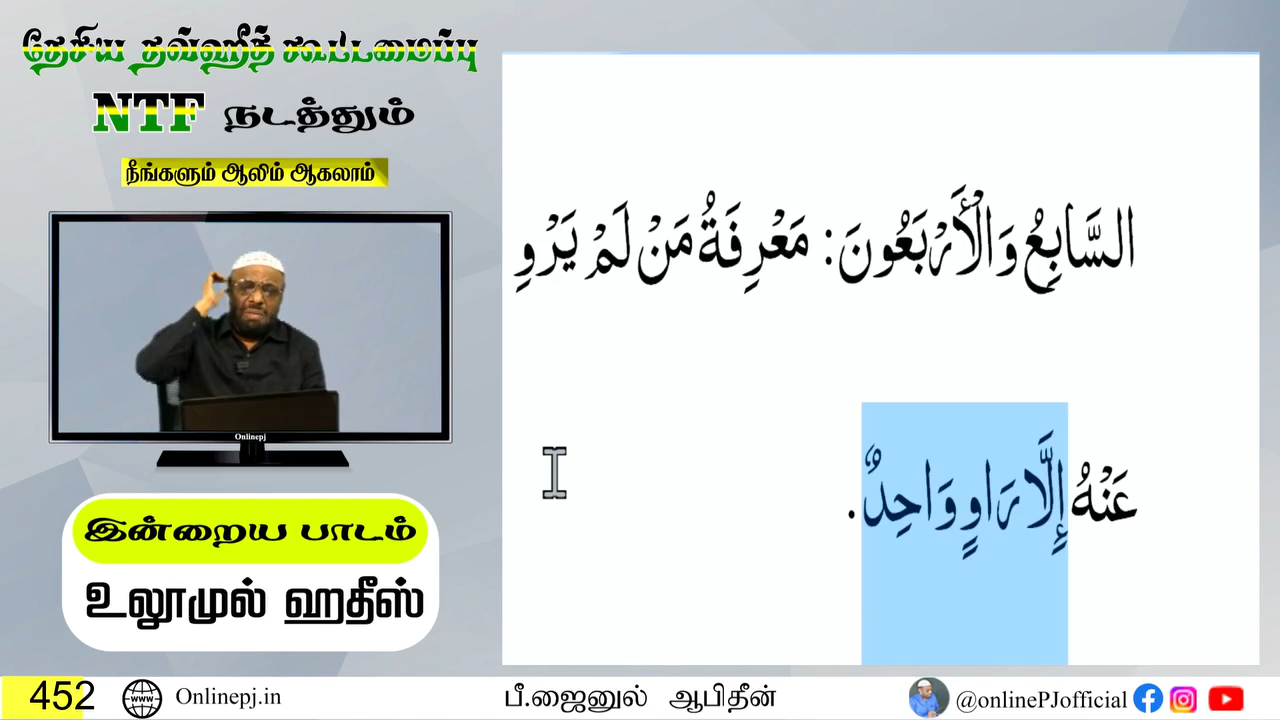 தேசிய தவ்ஹீத் கூட்டமைப்பு
NTF நடத்தும்
நீங்களும் ஆலிம் ஆகலாம்
Onlinepj
இன்றைய பாடம்
உலூமுல் ஹதீஸ்
السَّابِعُ وَالْأَرْبَعُونَ: مَعْرِفَةُ مَنْ لَمْ يَرْوِ
عَنْهُ إِلَّا رَاوٍ وَاحِدٌ.
452 www Onlinepj.in பீ.ஜைனுல் ஆபிதீன் @onlinePJofficial